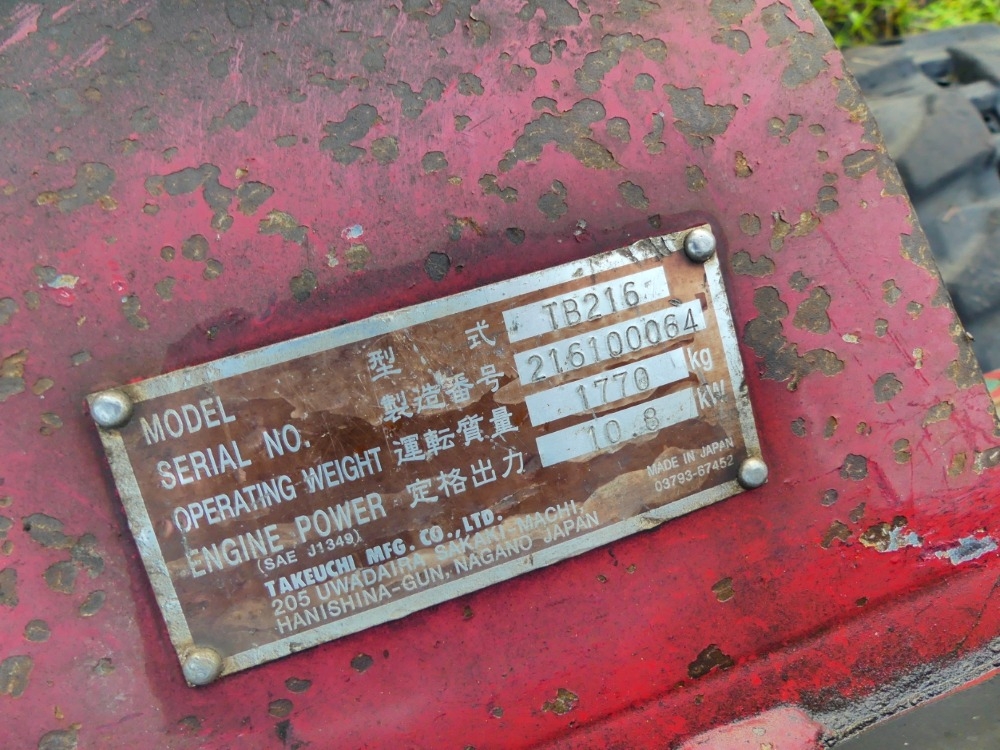 MODEL 型 式 TB216
SERIAL NO. 製造番号 216100064
OPERATING WEIGHT 運転質量 1770 kg
ENGINE POWER 定格出力 10.8 kW
(SAE J1349)
TAKEUCHI MFG. CO.,LTD.
205 UWADAIRA SAKAKI-MACHI,
HANISHINA-GUN, NAGANO JAPAN
MADE IN JAPAN
03793-67452